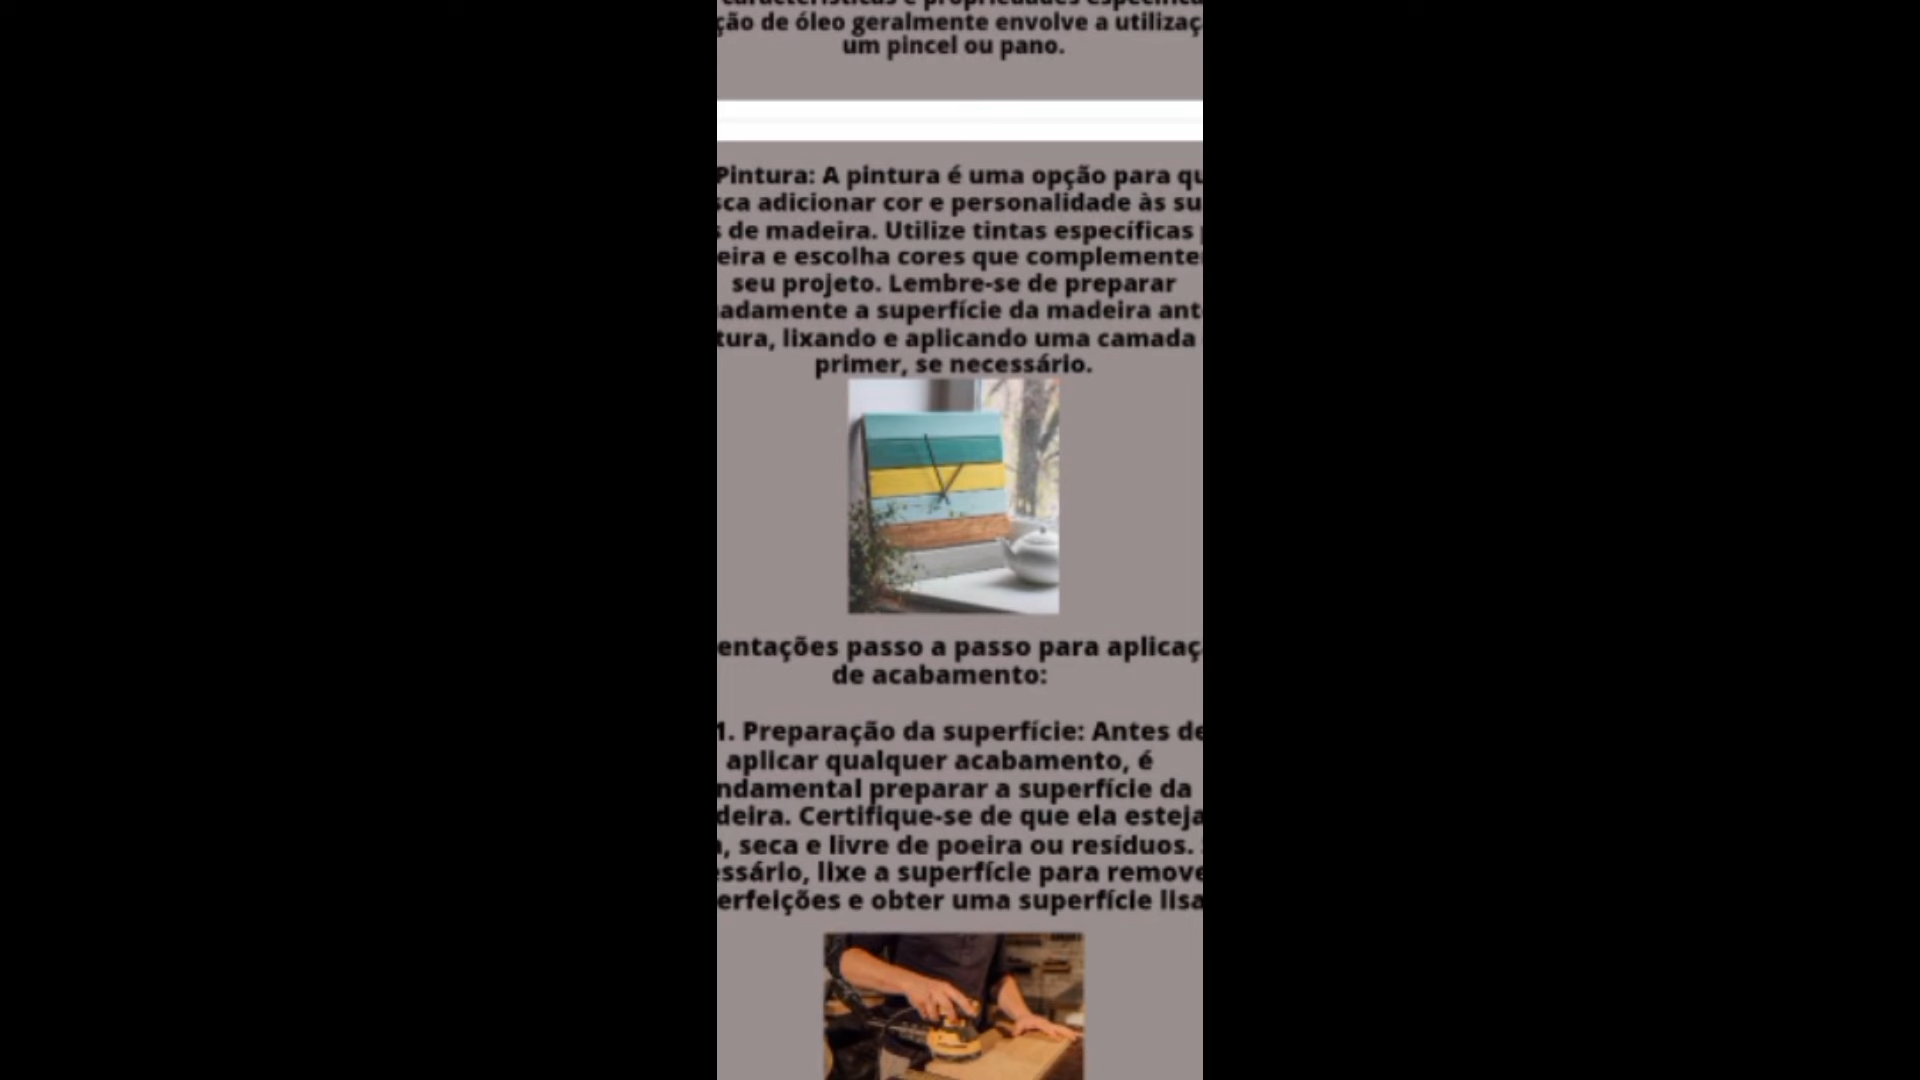 características e propriedades específica
ção de óleo geralmente envolve a utilizaç
um pincel ou pano.
Pintura: A pintura é uma opção para qu
sca adicionar cor e personalidade às su
s de madeira. Utilize tintas específicas
eira e escolha cores que complemente
seu projeto. Lembre-se de preparar
adamente a superfície da madeira ant
tura, lixando e aplicando uma camada
primer, se necessário.
entações passo a passo para aplicaç
de acabamento:
1. Preparação da superfície: Antes de
aplicar qualquer acabamento, é
ndamental preparar a superfície da
deira. Certifique-se de que ela esteja
, seca e livre de poeira ou resíduos.
essário, lixe a superfície para remove
erfeições e obter uma superfície lisa